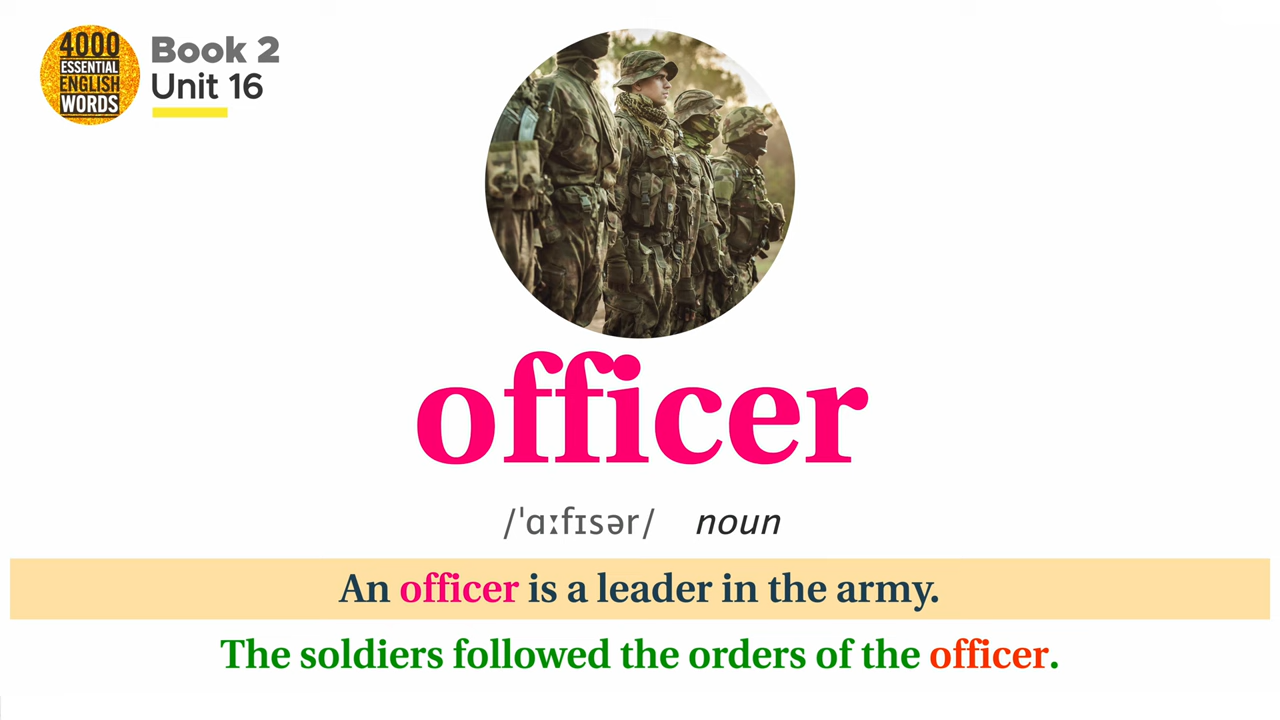 4000
ESSENTIAL
ENGLISH
WORDS
Book 2
Unit 16
officer
/ˈɑːfɪsər/ noun
An officer is a leader in the army.
The soldiers followed the orders of the officer.